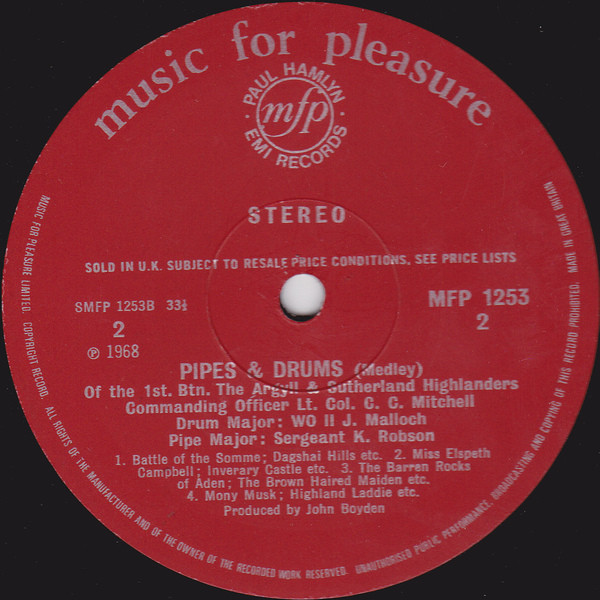 music for pleasure
PAUL HAMLYN
mfp
EMI RECORDS
STEREO
SOLD IN U.K. SUBJECT TO RESALE PRICE CONDITIONS, SEE PRICE LISTS
SMFP 1253B 33⅓
MFP 1253
2
2
℗ 1968
PIPES & DRUMS (Medley)
Of the 1st. Btn. The Argyll & Sutherland Highlanders
Commanding Officer Lt. Col. C. C. Mitchell
Drum Major: WO II J. Malloch
Pipe Major: Sergeant K. Robson
1. Battle of the Somme; Dagshai Hills etc. 2. Miss Elspeth
Campbell; Inverary Castle etc. 3. The Barren Rocks
of Aden; The Brown Haired Maiden etc.
4. Mony Musk; Highland Laddie etc.
Produced by John Boyden
MUSIC FOR PLEASURE LIMITED. COPYRIGHT RECORD. ALL RIGHTS OF THE MANUFACTURER AND OF THE OWNER OF THE RECORDED WORK RESERVED. UNAUTHORISED PUBLIC PERFORMANCE, BROADCASTING AND COPYING OF THIS RECORD PROHIBITED. MADE IN GREAT BRITAIN